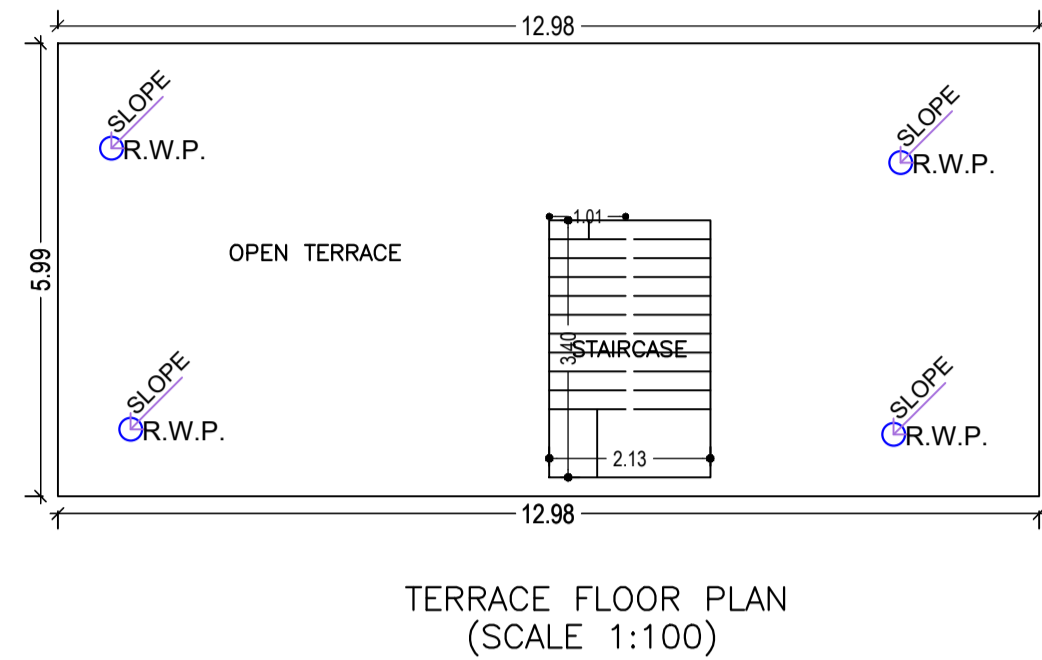 12.98
SLOPE
R.W.P.
SLOPE
R.W.P.
5.99
OPEN TERRACE
1.01
3.40
STAIRCASE
SLOPE
R.W.P.
SLOPE
R.W.P.
2.13
12.98
TERRACE FLOOR PLAN
(SCALE 1:100)